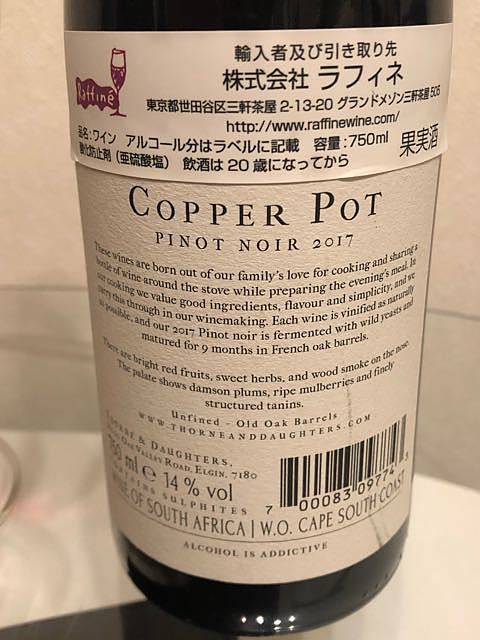 Raffiné
輸入者及び引き取り先
株式会社 ラフィネ
東京都世田谷区三軒茶屋 2-13-20 グランドメゾン三軒茶屋 505
http://www.raffinewine.com/
品名:ワイン アルコール分はラベルに記載 容量:750ml 果実酒
酸化防止剤（亜硫酸塩） 飲酒は 20 歳になってから
COPPER POT
PINOT NOIR 2017
These wines are born out of our family's love for cooking and sharing a
bottle of wine around the stove while preparing the evening's meal. In
our cooking we value good ingredients, flavour and simplicity, and we
carry this through in our winemaking. Each wine is vinified as naturally
as possible, and our 2017 Pinot noir is fermented with wild yeasts and
matured for 9 months in French oak barrels.
There are bright red fruits, sweet herbs, and wood smoke on the nose.
The palate shows damson plums, ripe mulberries and finely
structured tanins.
Unfined - Old Oak Barrels
WWW.THORNEANDDAUGHTERS.COM
THORNE & DAUGHTERS,
OAK VALLEY ROAD, ELGIN, 7180
750 ml e 14 % vol
CONTAINS SULPHITES
7 00083 09774
WINE OF SOUTH AFRICA | W.O. CAPE SOUTH COAST
ALCOHOL IS ADDICTIVE